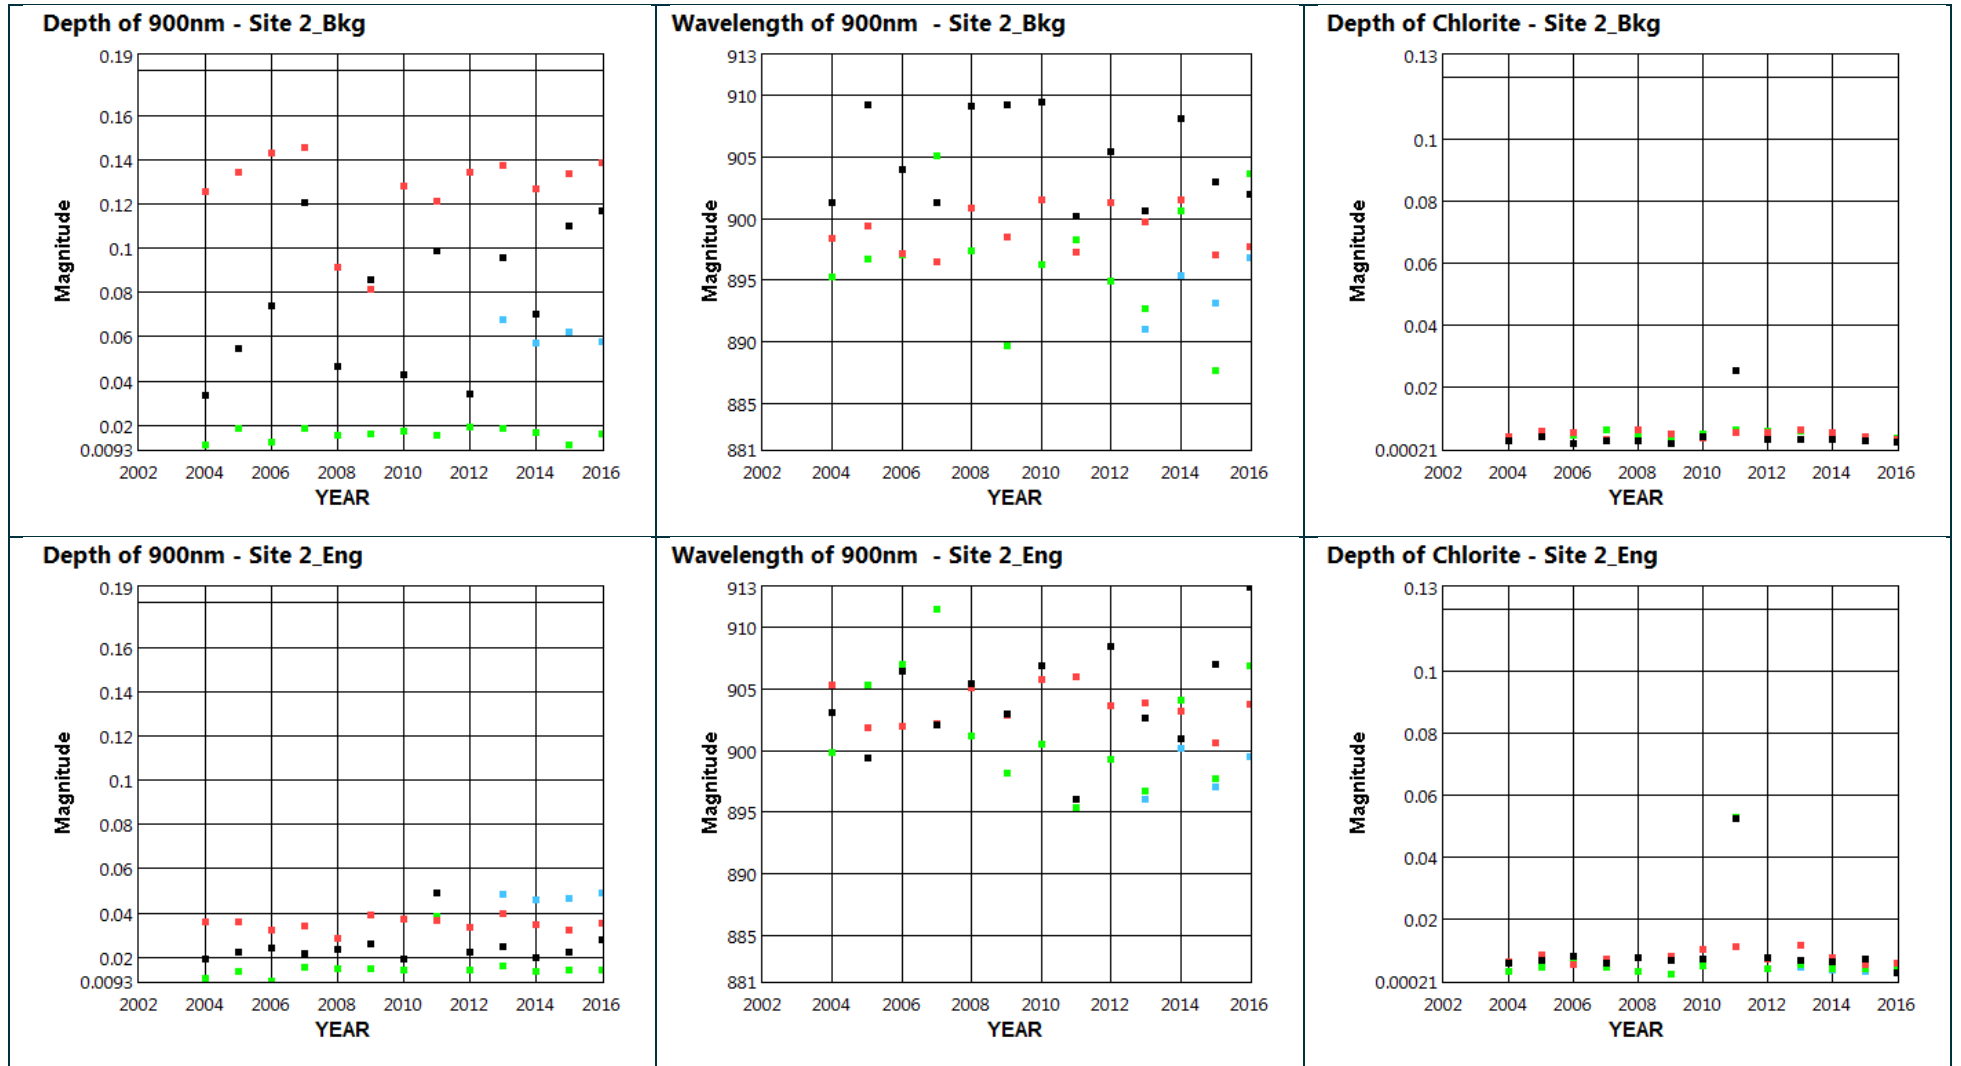 Depth of 900nm - Site 2_Bkg
0.19
0.16
0.14
0.12
0.1
0.08
0.06
0.04
0.02
0.0093
Magnitude
2002 2004 2006 2008 2010 2012 2014 2016
YEAR
Wavelength of 900nm - Site 2_Bkg
913
910
905
900
895
890
885
881
Magnitude
2002 2004 2006 2008 2010 2012 2014 2016
YEAR
Depth of Chlorite - Site 2_Bkg
0.13
0.1
0.08
0.06
0.04
0.02
0.00021
Magnitude
2002 2004 2006 2008 2010 2012 2014 2016
YEAR
Depth of 900nm - Site 2_Eng
0.19
0.16
0.14
0.12
0.1
0.08
0.06
0.04
0.02
0.0093
Magnitude
2002 2004 2006 2008 2010 2012 2014 2016
YEAR
Wavelength of 900nm - Site 2_Eng
913
910
905
900
895
890
885
881
Magnitude
2002 2004 2006 2008 2010 2012 2014 2016
YEAR
Depth of Chlorite - Site 2_Eng
0.13
0.1
0.08
0.06
0.04
0.02
0.00021
Magnitude
2002 2004 2006 2008 2010 2012 2014 2016
YEAR